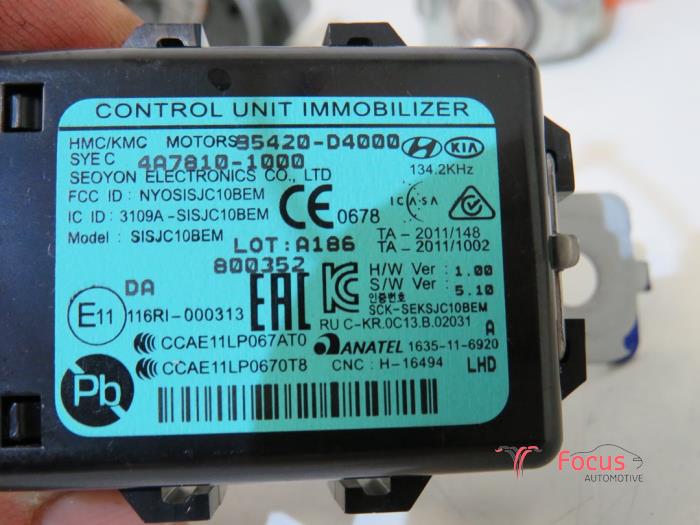 CONTROL UNIT IMMOBILIZER
HMC/KMC MOTORS 95420-D4000 HYUNDAI KIA
SYE C 4A7810-1000 134.2KHz
SEOYON ELECTRONICS CO., LTD
FCC ID : NYOSISJC10BEM CE 0678 ICASA
IC ID : 3109A-SISJC10BEM
Model : SISJC10BEM TA-2011/148
LOT:A186 TA-2011/1002
800352 H/W Ver : 1.00
DA EAC S/W Ver : 5.10
인증번호
E11 116RI-000313 SCK-SEKSJC10BEM
RU C-KR.0C13.B.02031 A
CCAE11LP067AT0 ANATEL 1635-11-6920
CCAE11LP0670T8 CNC : H-16494 LHD
Pb
Focus
AUTOMOTIVE